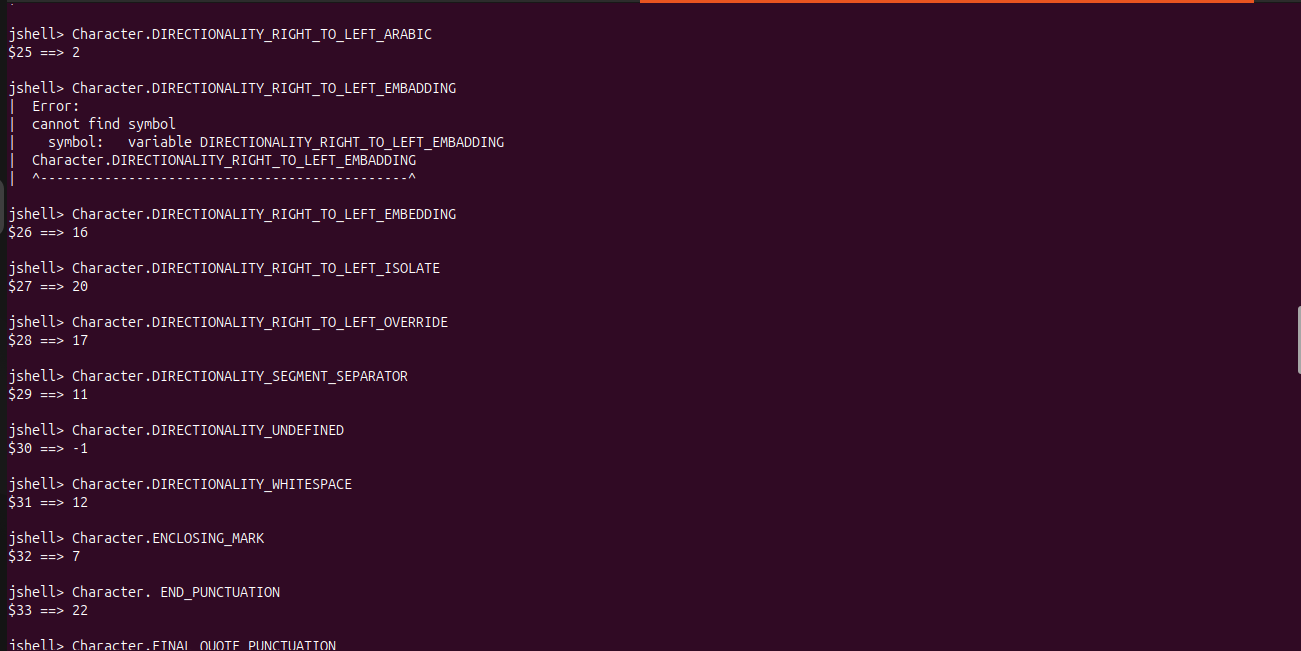 jshell> Character.DIRECTIONALITY_RIGHT_TO_LEFT_ARABIC
$25 ==> 2
jshell> Character.DIRECTIONALITY_RIGHT_TO_LEFT_EMBADDING
|  Error:
|  cannot find symbol
|    symbol:   variable DIRECTIONALITY_RIGHT_TO_LEFT_EMBADDING
|  Character.DIRECTIONALITY_RIGHT_TO_LEFT_EMBADDING
|  ^----------------------------------------------^
jshell> Character.DIRECTIONALITY_RIGHT_TO_LEFT_EMBEDDING
$26 ==> 16
jshell> Character.DIRECTIONALITY_RIGHT_TO_LEFT_ISOLATE
$27 ==> 20
jshell> Character.DIRECTIONALITY_RIGHT_TO_LEFT_OVERRIDE
$28 ==> 17
jshell> Character.DIRECTIONALITY_SEGMENT_SEPARATOR
$29 ==> 11
jshell> Character.DIRECTIONALITY_UNDEFINED
$30 ==> -1
jshell> Character.DIRECTIONALITY_WHITESPACE
$31 ==> 12
jshell> Character.ENCLOSING_MARK
$32 ==> 7
jshell> Character. END_PUNCTUATION
$33 ==> 22
jshell> Character.FINAL_QUOTE_PUNCTUATION